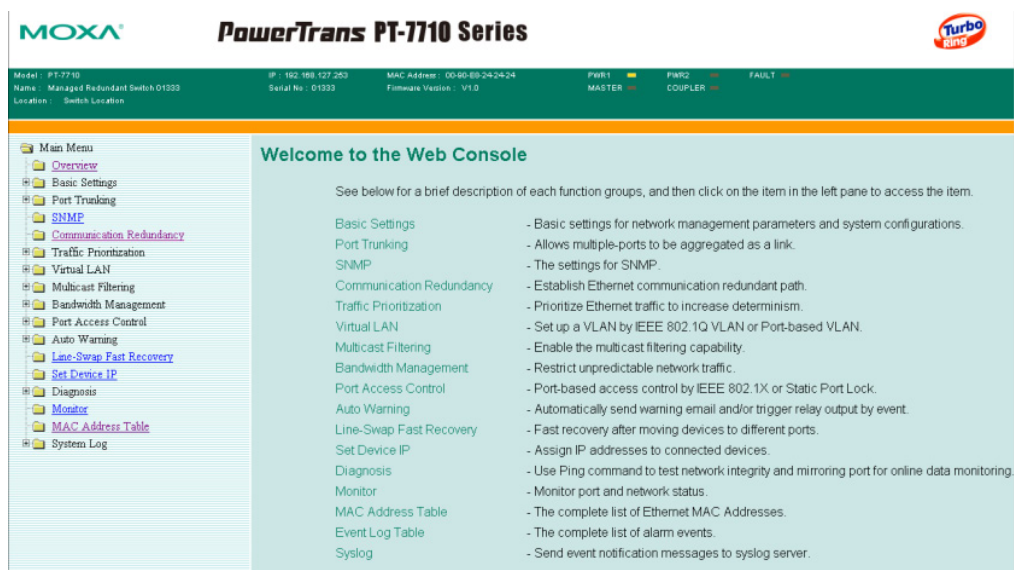 MOXA® PowerTrans PT-7710 Series Turbo Ring
Model : PT-7710 IP : 192.168.127.253 MAC Address : 00-90-E8-24-24-24 PWR1 PWR2 FAULT
Name : Managed Redundant Switch 01333 Serial No : 01333 Firmware Version : V1.0 MASTER COUPLER
Location : Switch Location
Main Menu
Overview
Basic Settings
Port Trunking
SNMP
Communication Redundancy
Traffic Prioritization
Virtual LAN
Multicast Filtering
Bandwidth Management
Port Access Control
Auto Warning
Line-Swap Fast Recovery
Set Device IP
Diagnosis
Monitor
MAC Address Table
System Log
Welcome to the Web Console
See below for a brief description of each function groups, and then click on the item in the left pane to access the item.
Basic Settings - Basic settings for network management parameters and system configurations.
Port Trunking - Allows multiple-ports to be aggregated as a link.
SNMP - The settings for SNMP.
Communication Redundancy - Establish Ethernet communication redundant path.
Traffic Prioritization - Prioritize Ethernet traffic to increase determinism.
Virtual LAN - Set up a VLAN by IEEE 802.1Q VLAN or Port-based VLAN.
Multicast Filtering - Enable the multicast filtering capability.
Bandwidth Management - Restrict unpredictable network traffic.
Port Access Control - Port-based access control by IEEE 802.1X or Static Port Lock.
Auto Warning - Automatically send warning email and/or trigger relay output by event.
Line-Swap Fast Recovery - Fast recovery after moving devices to different ports.
Set Device IP - Assign IP addresses to connected devices.
Diagnosis - Use Ping command to test network integrity and mirroring port for online data monitoring.
Monitor - Monitor port and network status.
MAC Address Table - The complete list of Ethernet MAC Addresses.
Event Log Table - The complete list of alarm events.
Syslog - Send event notification messages to syslog server.